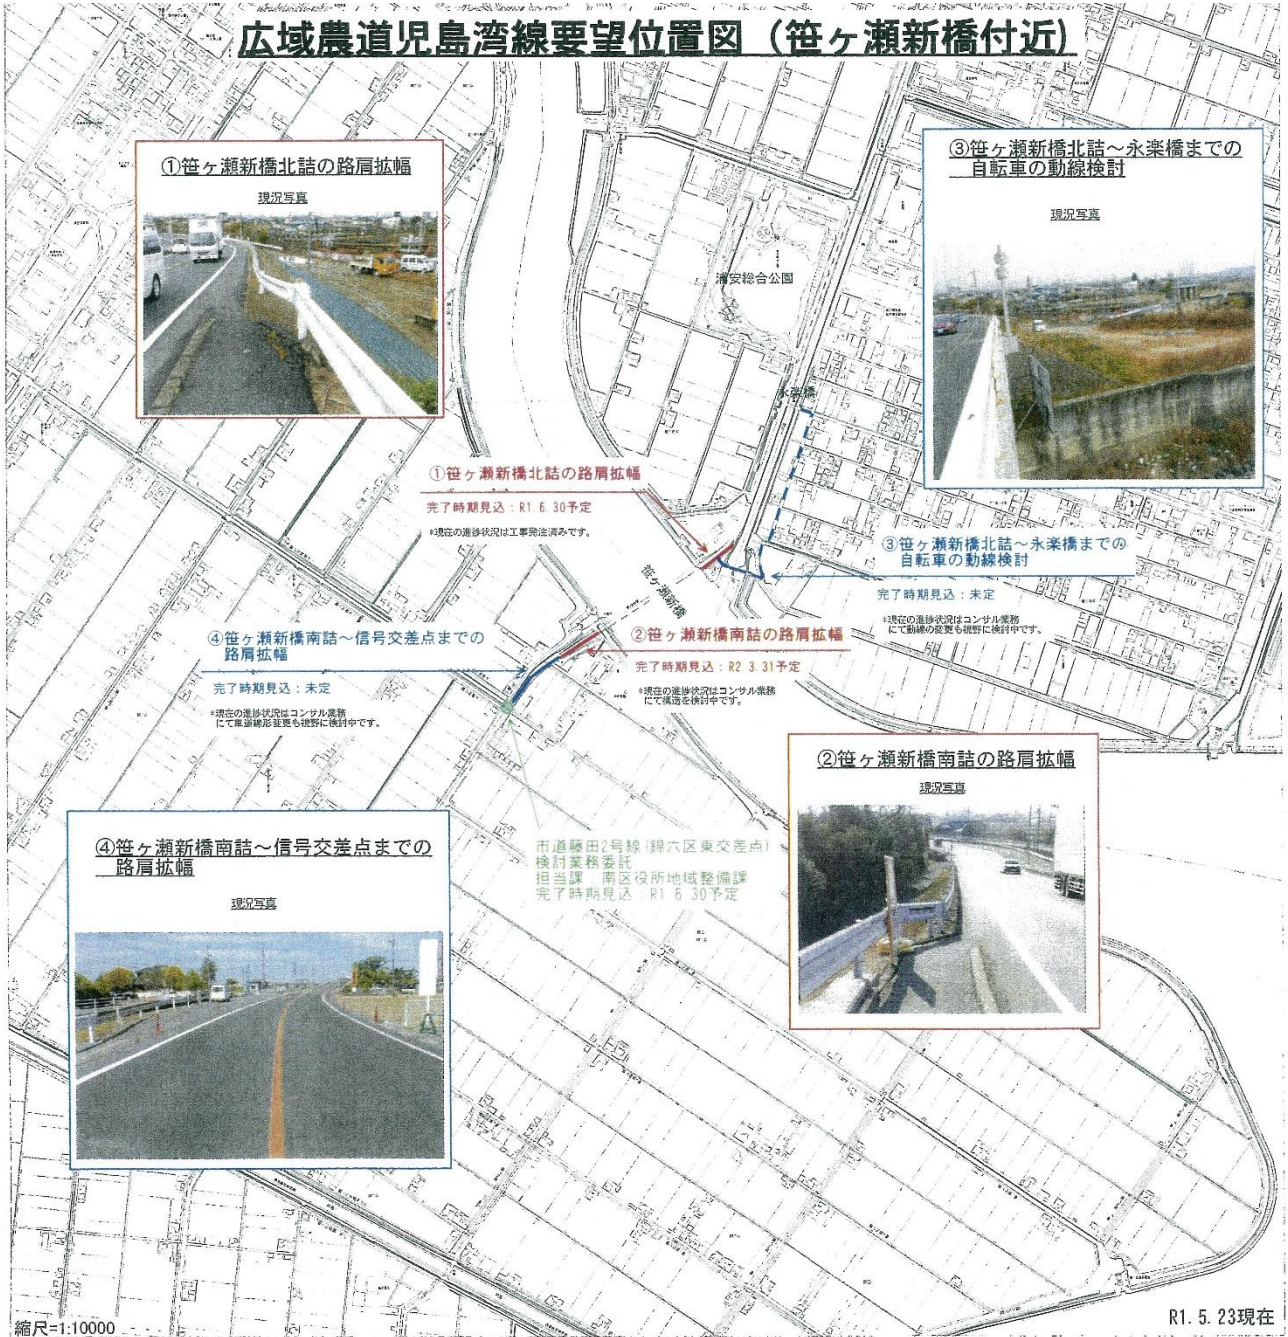 広域農道児島湾線要望位置図（笹ヶ瀬新橋付近）
①笹ヶ瀬新橋北詰の路肩拡幅
現況写真
③笹ヶ瀬新橋北詰～永楽橋までの
自転車の動線検討
現況写真
浦安総合公園
永楽橋
①笹ヶ瀬新橋北詰の路肩拡幅
完了時期見込：R1.6.30予定
*現在の進捗状況は工事発注済みです。
③笹ヶ瀬新橋北詰～永楽橋までの
自転車の動線検討
完了時期見込：未定
*現在の進捗状況はコンサル業務
にて動線の変更も視野に検討中です。
笹ヶ瀬新橋
④笹ヶ瀬新橋南詰～信号交差点までの
路肩拡幅
完了時期見込：未定
*現在の進捗状況はコンサル業務
にて車道線形変更も視野に検討中です。
②笹ヶ瀬新橋南詰の路肩拡幅
完了時期見込：R2.3.31予定
*現在の進捗状況はコンサル業務
にて構造を検討中です。
②笹ヶ瀬新橋南詰の路肩拡幅
現況写真
④笹ヶ瀬新橋南詰～信号交差点までの
路肩拡幅
現況写真
市道藤田2号線（錦六区東交差点）
検討業務委託
担当課：南区役所地域整備課
完了時期見込：R1.6.30予定
縮尺=1:10000
R1.5.23現在